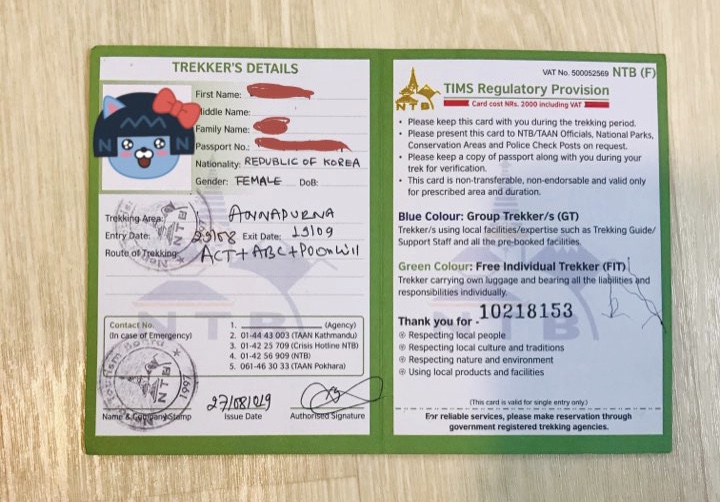 TREKKER'S DETAILS
First Name:
Middle Name:
Family Name:
Passport No.:
Nationality: REPUBLIC OF KOREA
Gender: FEMALE DoB:
Trekking Area: ANNAPURNA
Entry Date: 29/08 Exit Date: 19/09
Route of Trekking: ACT+ABC+POONHill
Contact No.
(In case of Emergency)
1. (Agency)
2. 01-44 43 003 (TAAN Kathmandu)
3. 01-42 25 709 (Crisis Hotline NTB)
4. 01-42 56 909 (NTB)
5. 061-46 30 33 (TAAN Pokhara)
NTB
1997
27/08/019
Name & Company Stamp Issue Date Authorised Signature
VAT No. 500052569 NTB (F)
NTB
TIMS Regulatory Provision
Card cost NRs. 2000 including VAT
• Please keep this card with you during the trekking period.
• Please present this card to NTB/TAAN Officials, National Parks,
Conservation Areas and Police Check Posts on request.
• Please keep a copy of passport along with you during your
trek for verification.
• This card is non-transferable, non-endorsable and valid only
for prescribed area and duration.
Blue Colour: Group Trekker/s (GT)
Trekker/s using local facilities/expertise such as Trekking Guide/
Support Staff and all the pre-booked facilities.
Green Colour: Free Individual Trekker (FIT)
Trekker carrying own luggage and bearing all the liabilities and
responsibilities individually.
10218153
Thank you for -
Respecting local people
Respecting local culture and traditions
Respecting nature and environment
Using local products and facilities
(This card is valid for single entry only)
For reliable services, please make reservation through
government registered trekking agencies.